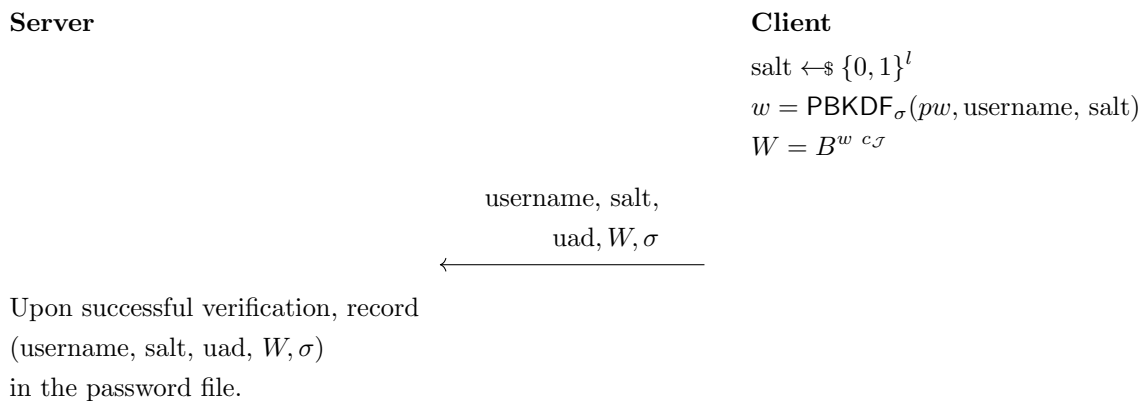 Server
Client
salt ←$ {0, 1}^l
w = PBKDF_σ(pw, username, salt)
W = B^{w c_𝒥}
username, salt,
uad, W, σ
Upon successful verification, record
(username, salt, uad, W, σ)
in the password file.